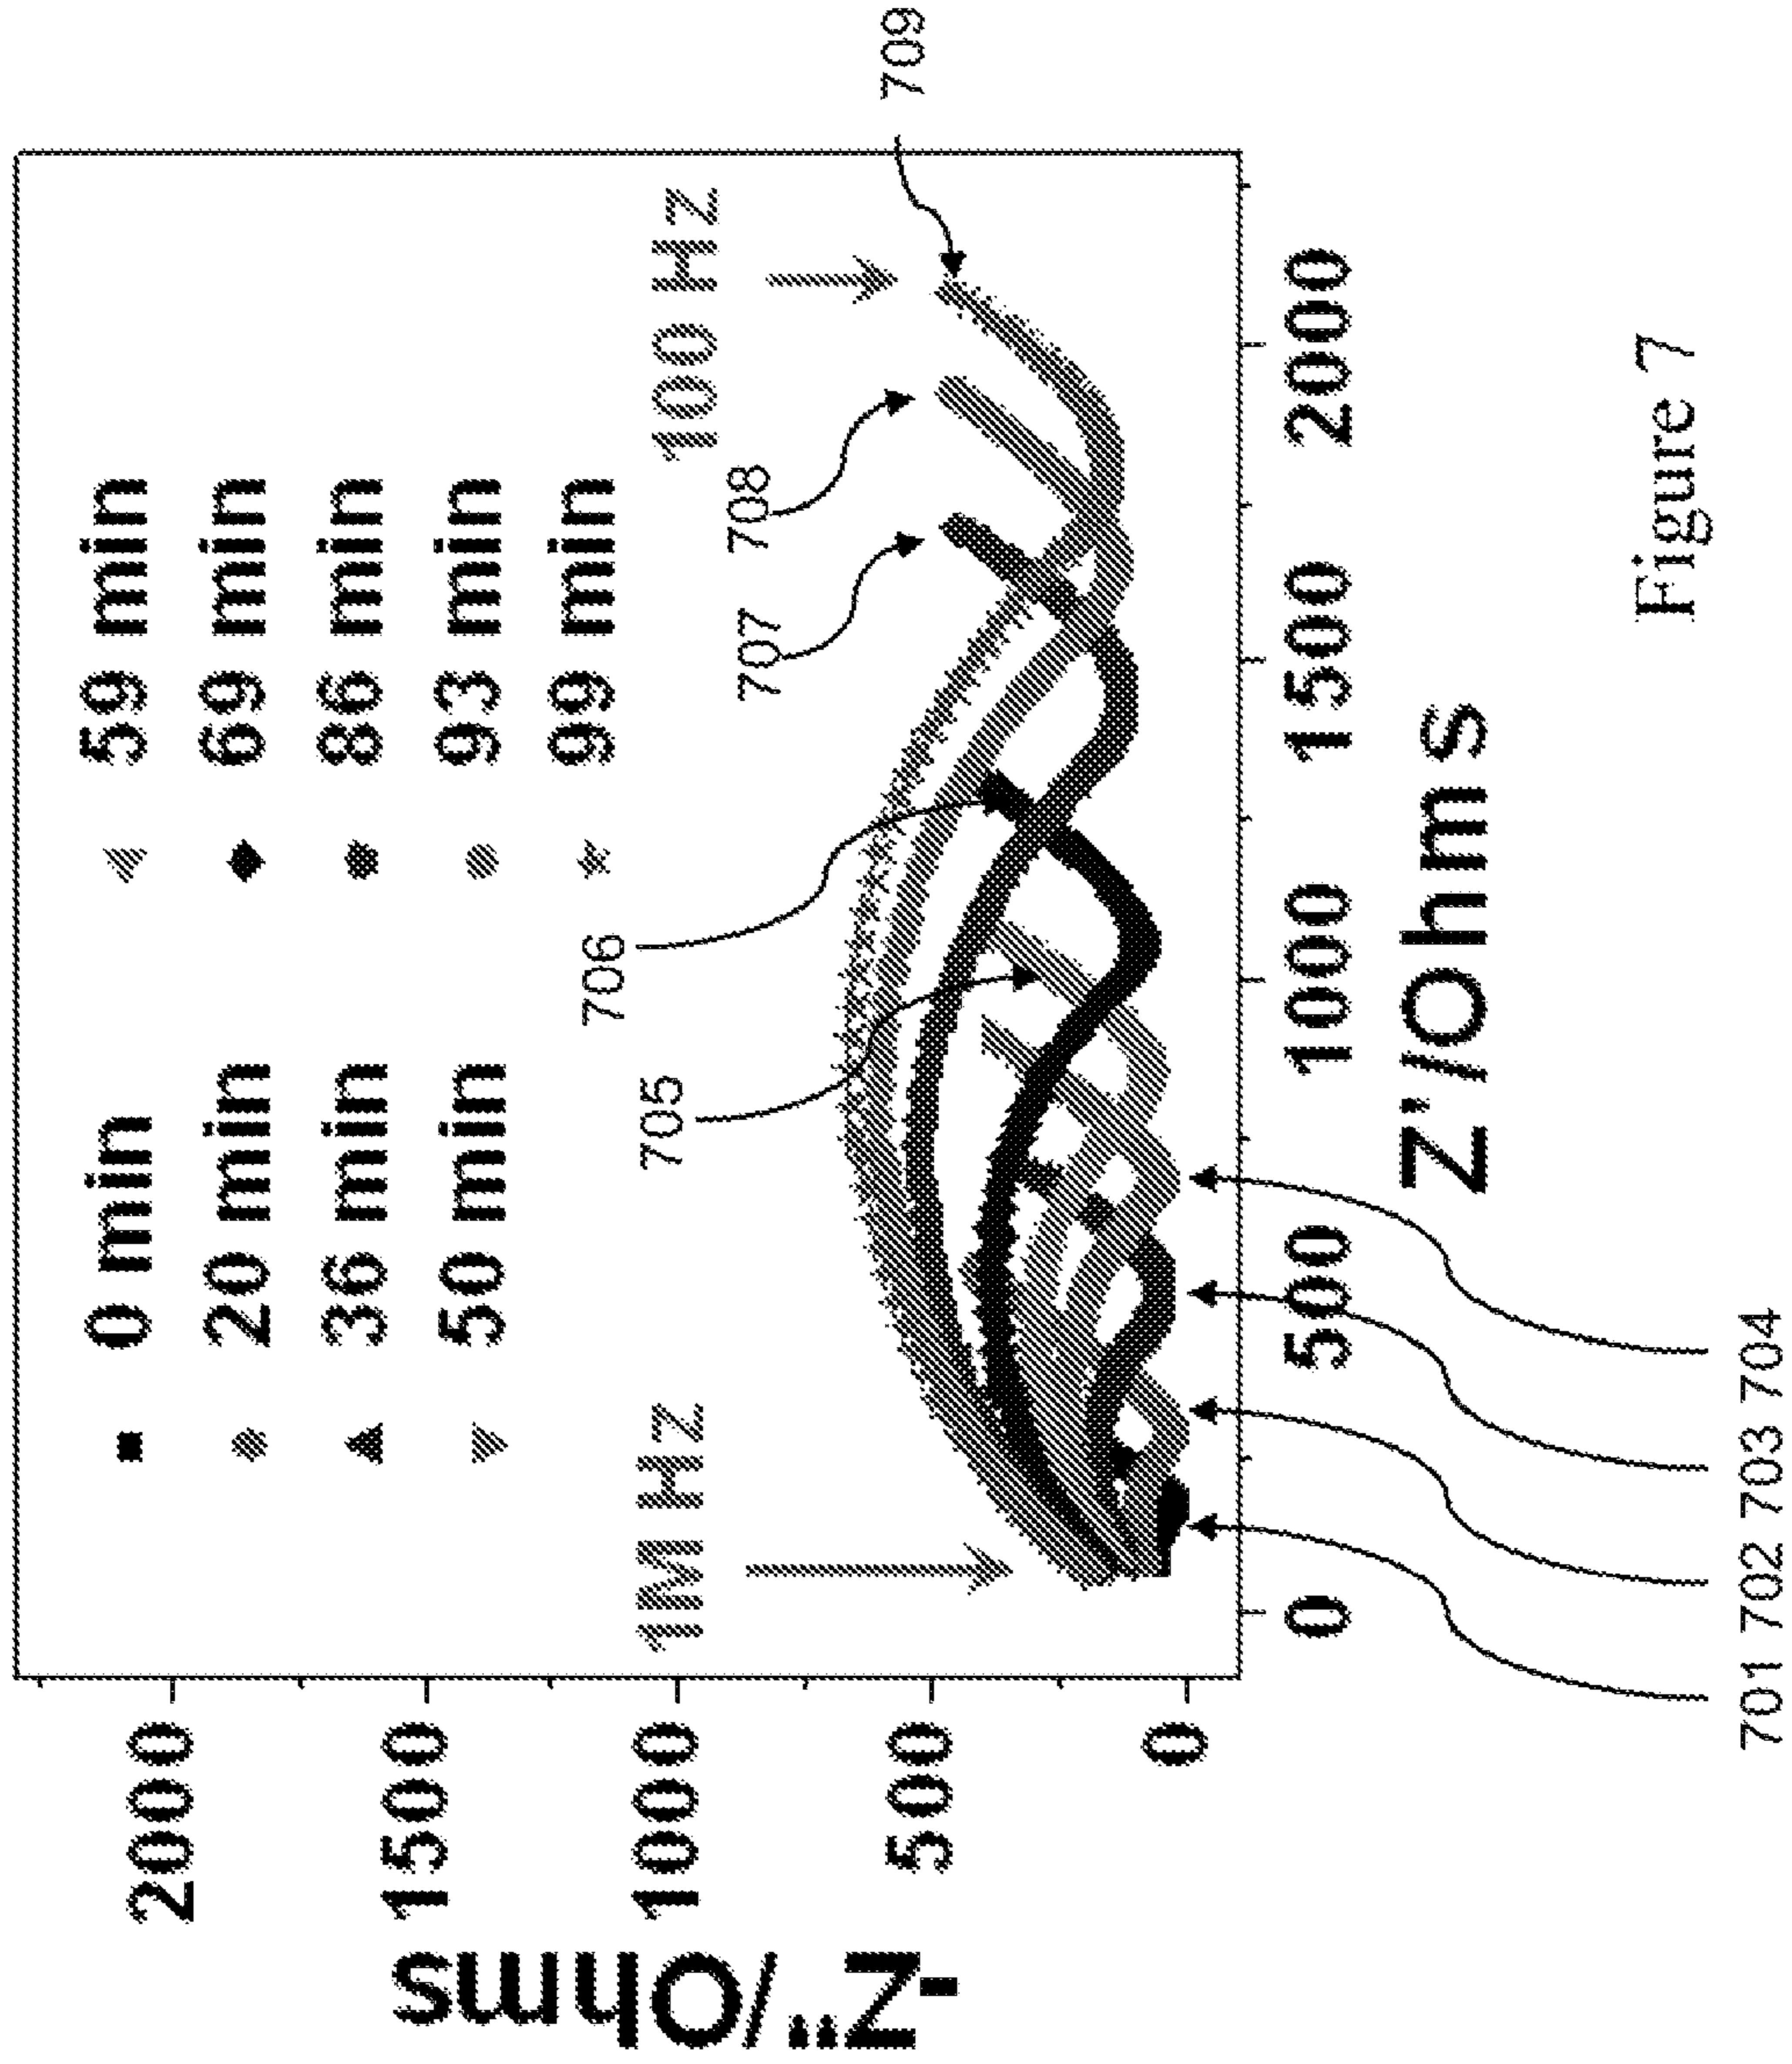 0 min
20 min
36 min
50 min
59 min
69 min
86 min
93 min
99 min
1M Hz
100 Hz
705
706
707
708
709
-Z"/Ohms
2000
1500
1000
500
0
0
500
1000
1500
2000
Z'/Ohms
701 702 703 704
Figure 7